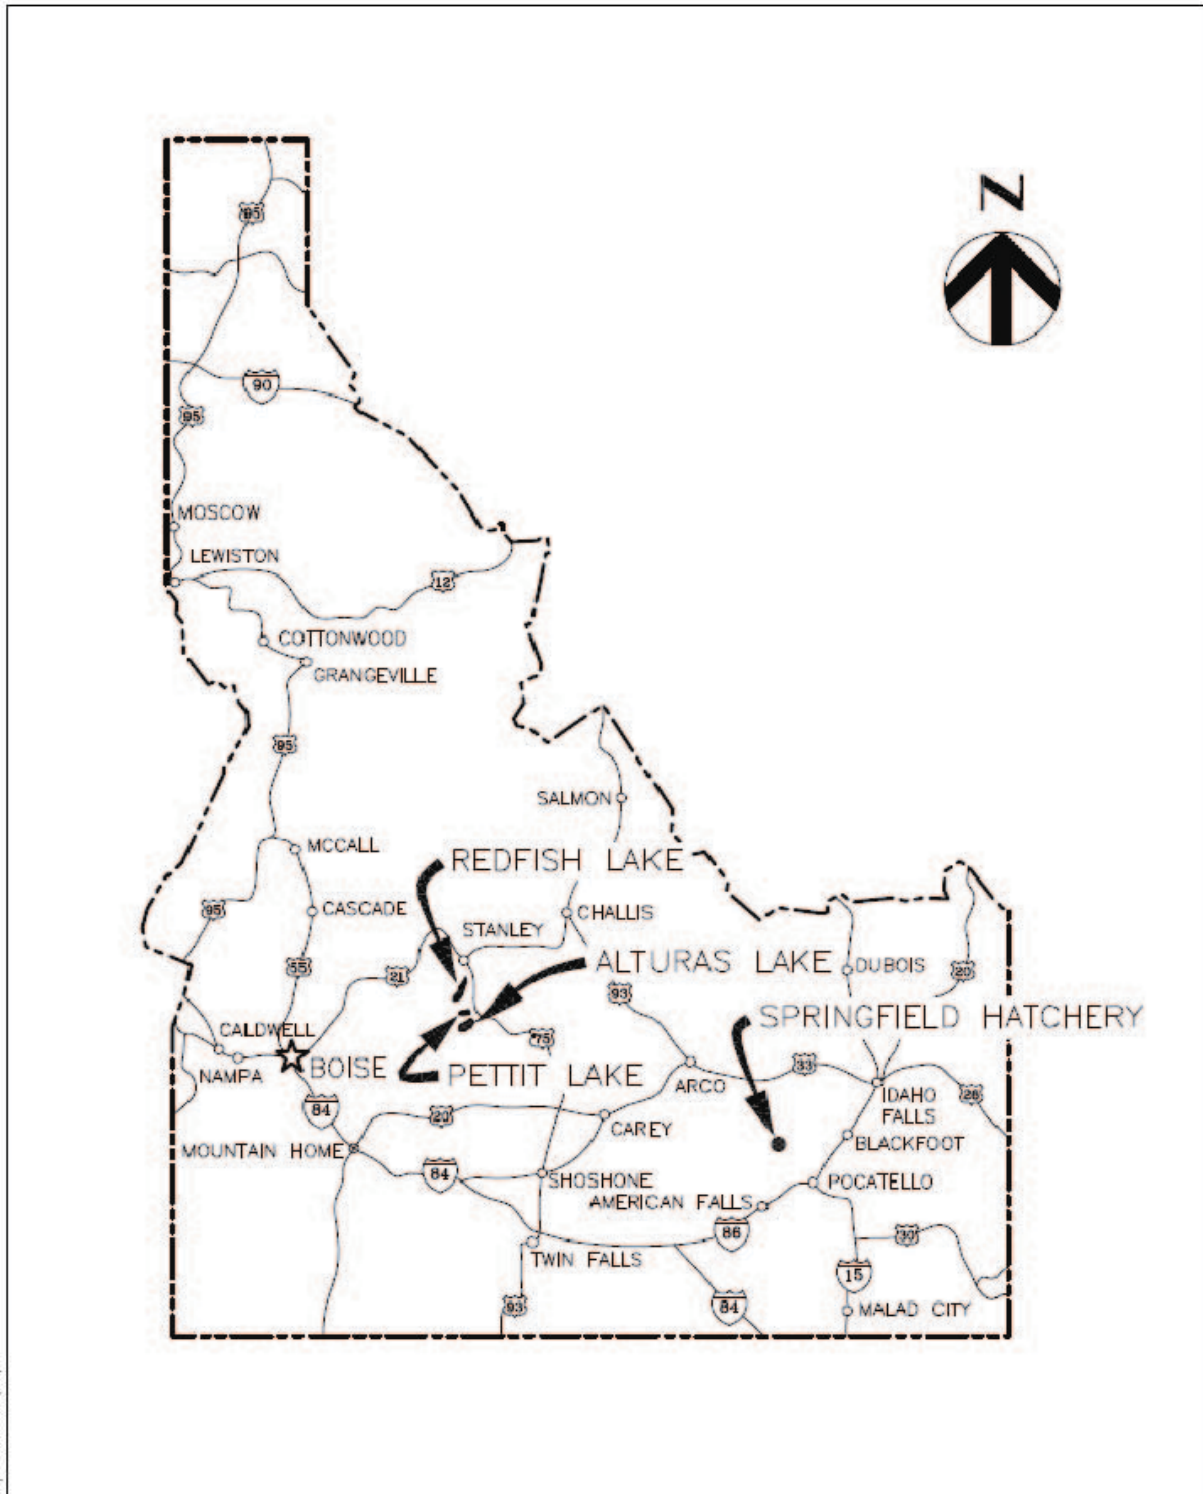 N
95
90
95
MOSCOW
LEWISTON
12
COTTONWOOD
GRANGEVILLE
95
SALMON
MCCALL
REDFISH LAKE
95
CASCADE
CHALLIS
STANLEY
55
21
ALTURAS LAKE
DUBOIS
20
93
SPRINGFIELD HATCHERY
CALDWELL
75
NAMPA
BOISE
PETTIT LAKE
ARCO
33
IDAHO
FALLS
26
84
20
CAREY
BLACKFOOT
MOUNTAIN HOME
84
SHOSHONE
POCATELLO
AMERICAN FALLS
86
30
TWIN FALLS
15
93
84
MALAD CITY